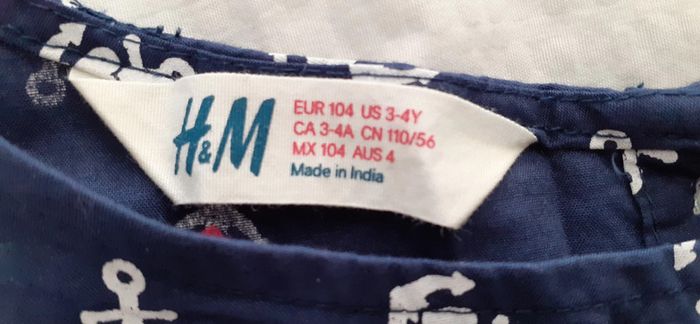 H&M
EUR 104 US 3-4Y
CA 3-4A CN 110/56
MX 104 AUS 4
Made in India